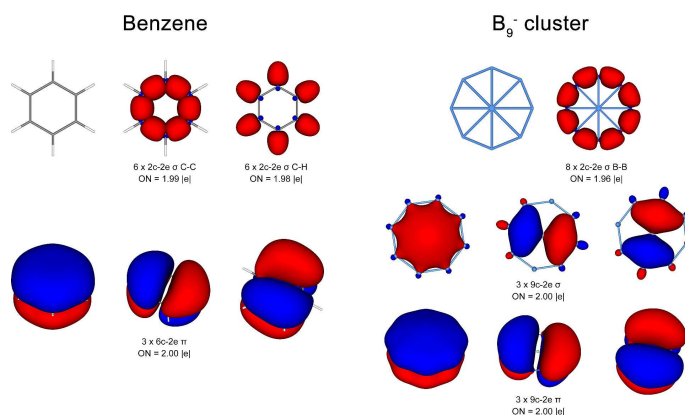 Benzene
B₉⁻ cluster
6 x 2c-2e σ C-C
ON = 1.99 |e|
6 x 2c-2e σ C-H
ON = 1.98 |e|
8 x 2c-2e σ B-B
ON = 1.96 |e|
3 x 9c-2e σ
ON = 2.00 |e|
3 x 6c-2e π
ON = 2.00 |e|
3 x 9c-2e π
ON = 2.00 |e|